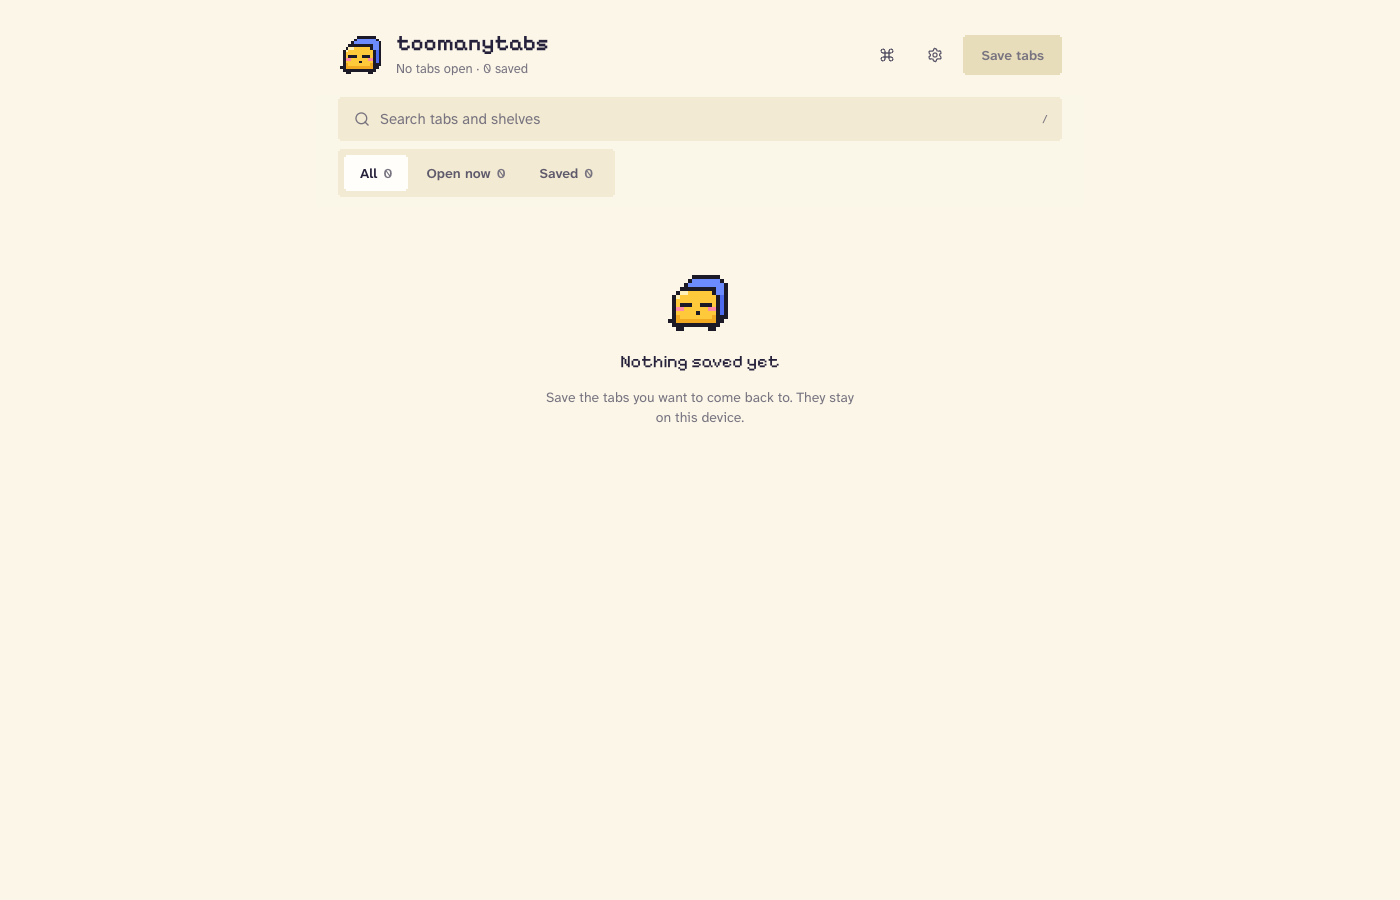 toomanytabs
No tabs open · 0 saved
⌘
Save tabs
Search tabs and shelves
/
All 0
Open now 0
Saved 0
Nothing saved yet
Save the tabs you want to come back to. They stay
on this device.